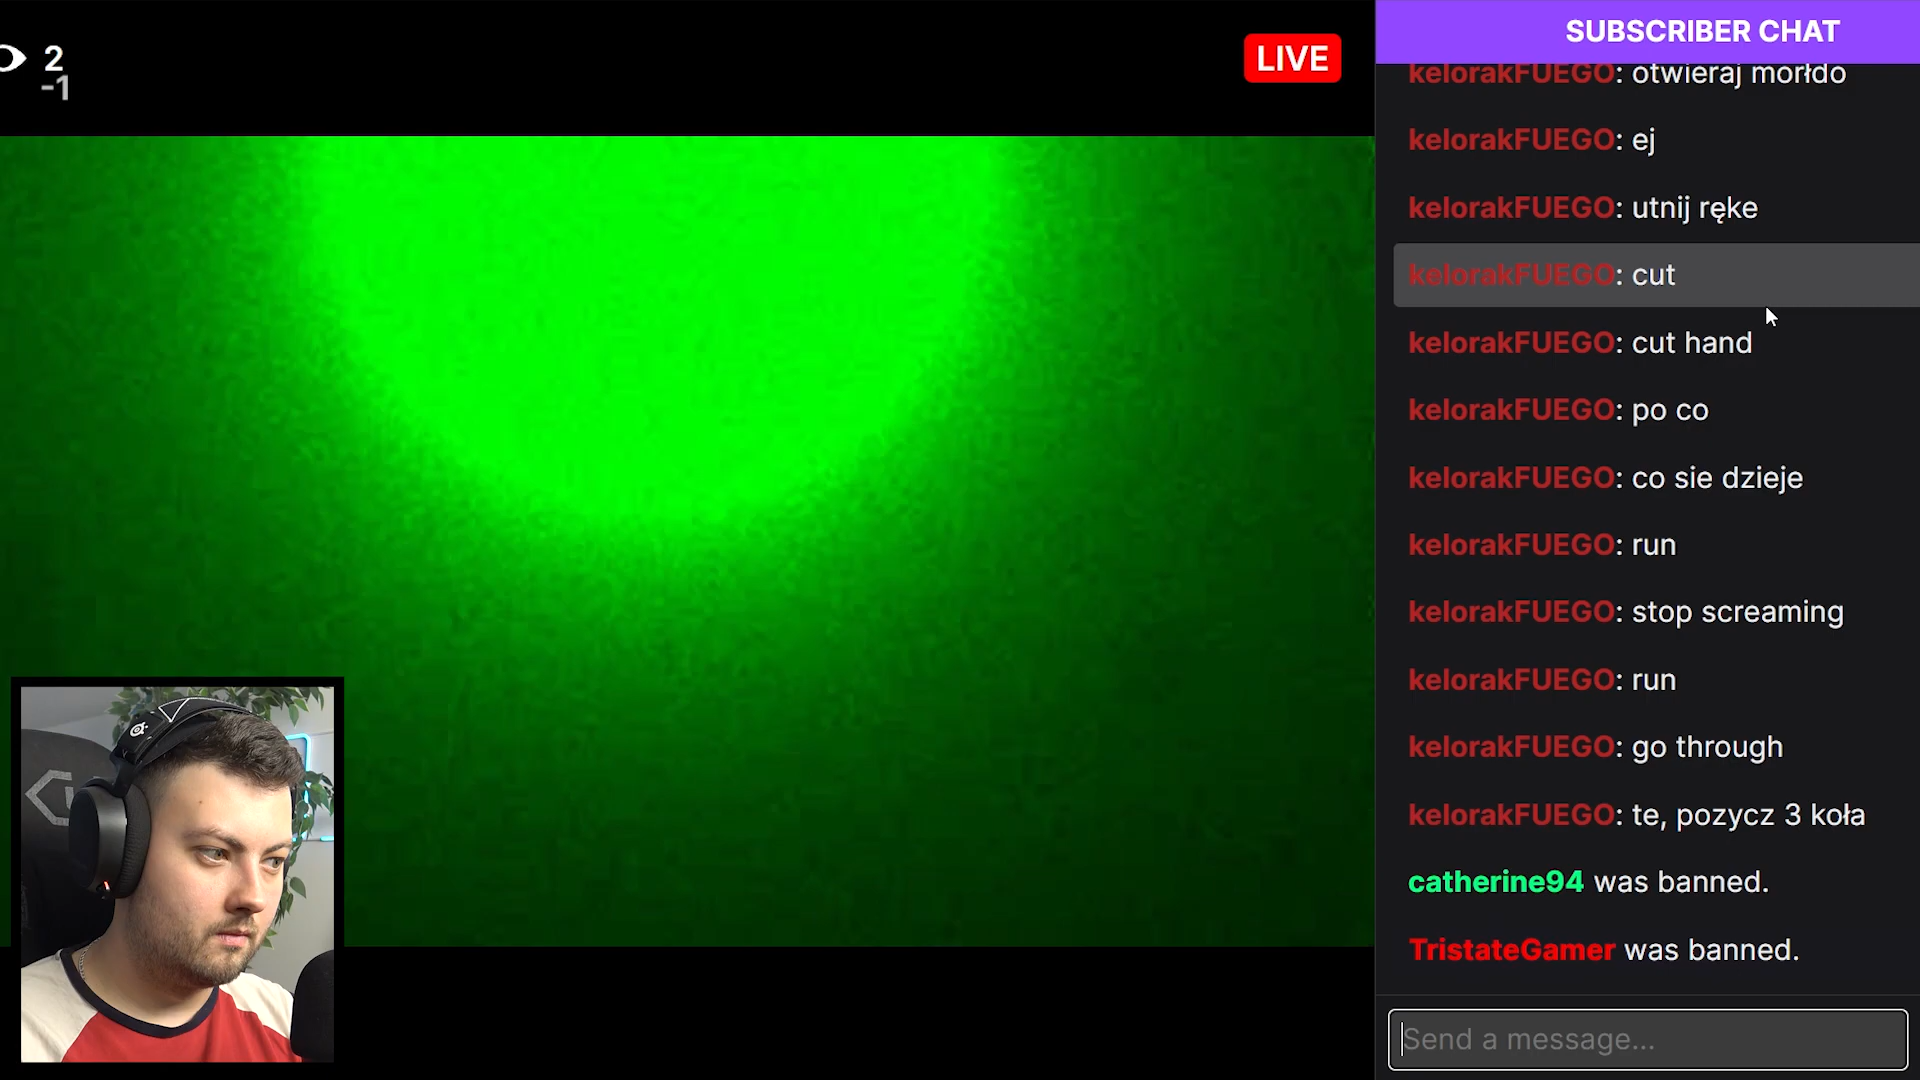 2
-1
LIVE
SUBSCRIBER CHAT
kelorakFUEGO: otwieraj morłdo
kelorakFUEGO: ej
kelorakFUEGO: utnij ręke
kelorakFUEGO: cut
kelorakFUEGO: cut hand
kelorakFUEGO: po co
kelorakFUEGO: co sie dzieje
kelorakFUEGO: run
kelorakFUEGO: stop screaming
kelorakFUEGO: run
kelorakFUEGO: go through
kelorakFUEGO: te, pozycz 3 koła
catherine94 was banned.
TristateGamer was banned.
Send a message...